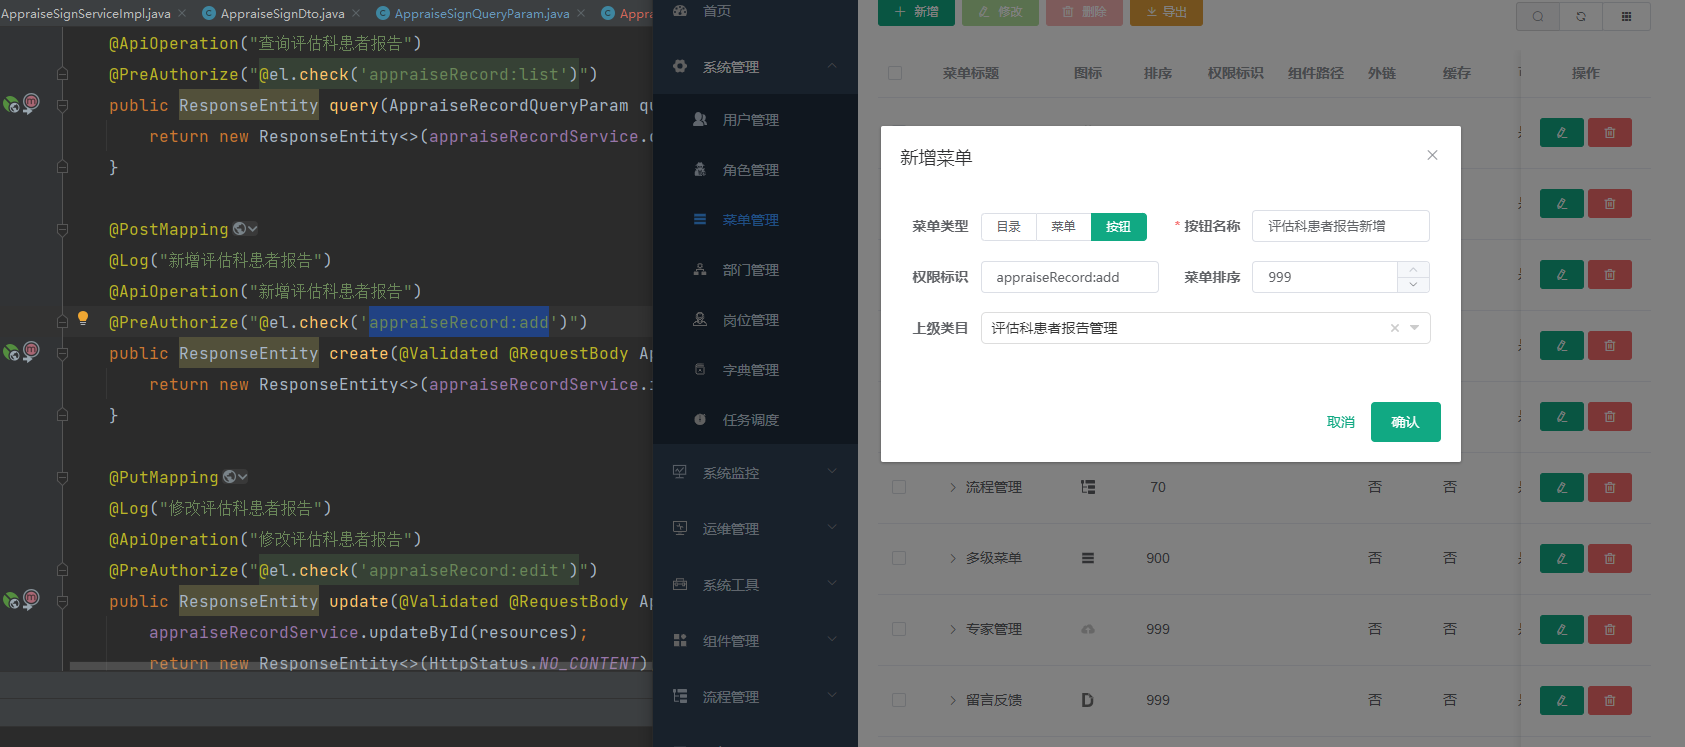 AppraiseSignServiceImpl.java
AppraiseSignDto.java
AppraiseSignQueryParam.java
Appra
@ApiOperation("查询评估科患者报告")
@PreAuthorize("@el.check('appraiseRecord:list')")
public ResponseEntity query(AppraiseRecordQueryParam qu
return new ResponseEntity<>(appraiseRecordService.
}
@PostMapping
@Log("新增评估科患者报告")
@ApiOperation("新增评估科患者报告")
@PreAuthorize("@el.check('appraiseRecord:add')")
public ResponseEntity create(@Validated @RequestBody Ap
return new ResponseEntity<>(appraiseRecordService.
}
@PutMapping
@Log("修改评估科患者报告")
@ApiOperation("修改评估科患者报告")
@PreAuthorize("@el.check('appraiseRecord:edit')")
public ResponseEntity update(@Validated @RequestBody Ap
appraiseRecordService.updateById(resources);
return new ResponseEntity<>(HttpStatus.NO_CONTENT)
首页
系统管理
用户管理
角色管理
菜单管理
部门管理
岗位管理
字典管理
任务调度
系统监控
运维管理
系统工具
组件管理
流程管理
新增 修改 删除 导出
菜单标题 图标 排序 权限标识 组件路径 外链 缓存 操作
新增菜单
菜单类型 目录 菜单 按钮 * 按钮名称 评估科患者报告新增
权限标识 appraiseRecord:add 菜单排序 999
上级类目 评估科患者报告管理
取消 确认
流程管理 70 否 否
多级菜单 900 否 否
专家管理 999 否 否
留言反馈 999 否 否